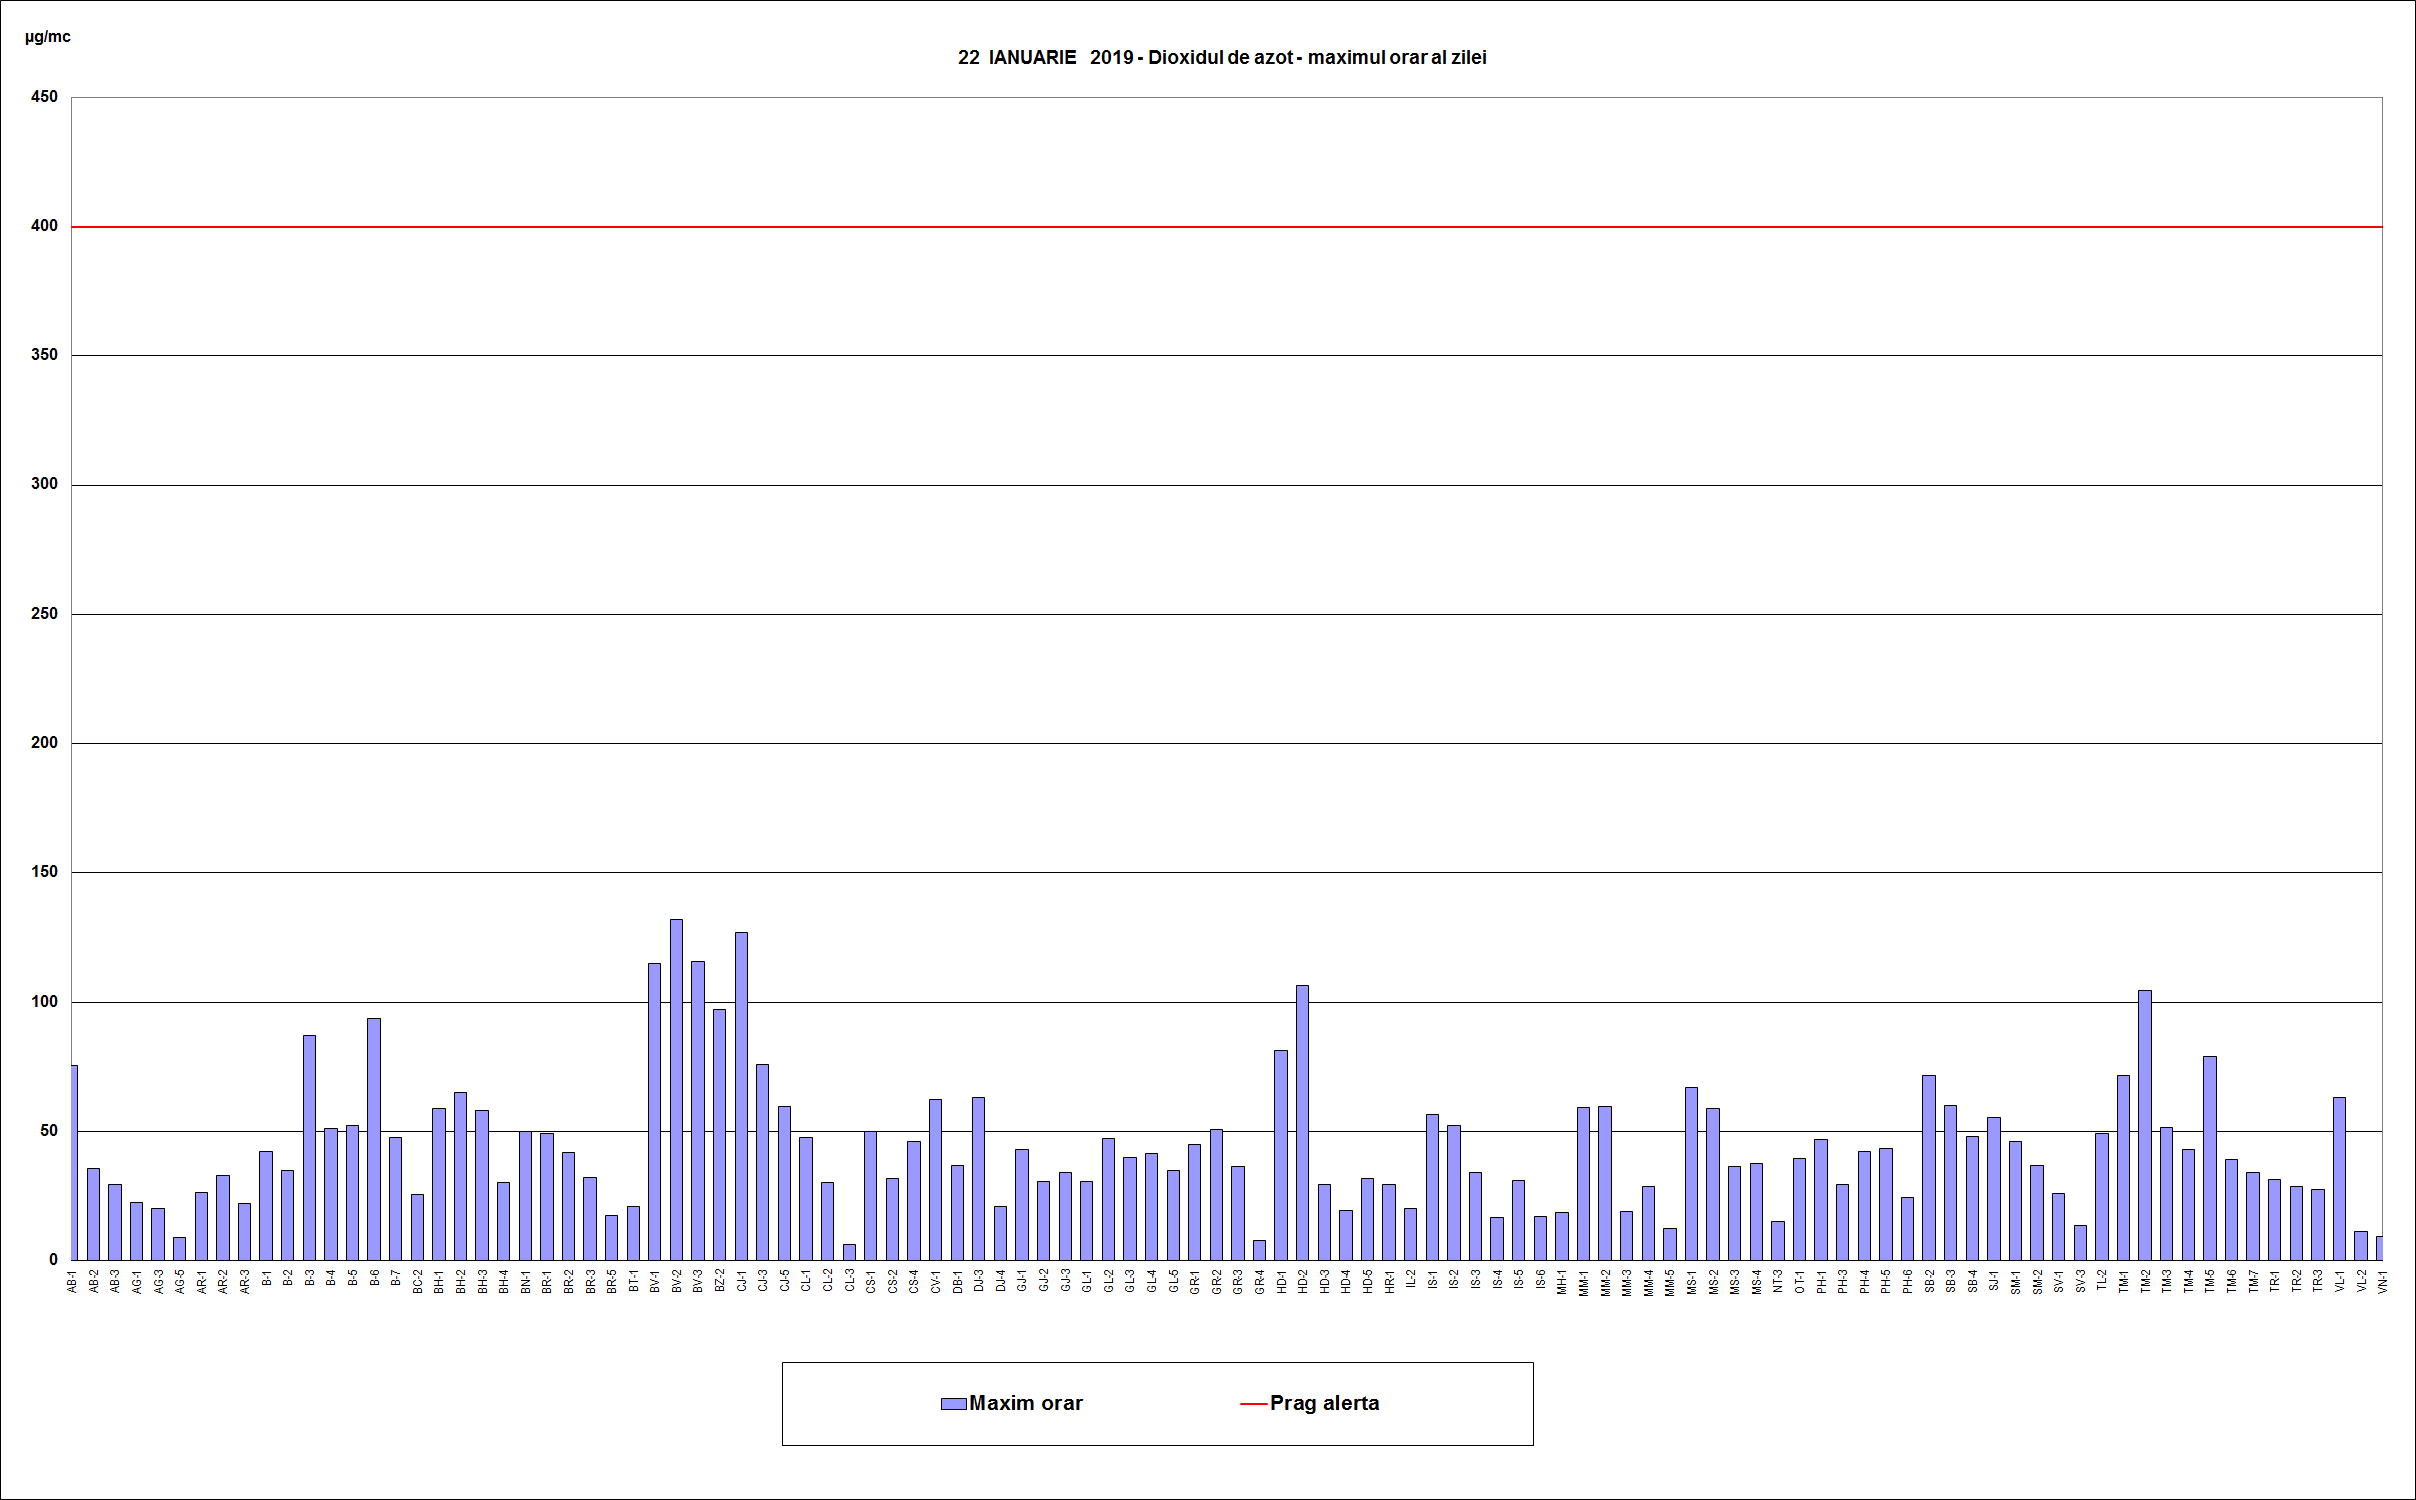 µg/mc
22 IANUARIE 2019 - Dioxidul de azot - maximul orar al zilei
450
400
350
300
250
200
150
100
50
0
AB-1 AB-2 AB-3 AG-1 AG-3 AG-5 AR-1 AR-2 AR-3 B-1 B-2 B-3 B-4 B-5 B-6 B-7 BC-2 BH-1 BH-2 BH-3 BH-4 BN-1 BR-1 BR-2 BR-3 BR-5 BT-1 BV-1 BV-2 BV-3 BZ-2 CJ-1 CJ-3 CJ-5 CL-1 CL-2 CL-3 CS-1 CS-2 CS-4 CV-1 DB-1 DJ-3 DJ-4 GJ-1 GJ-2 GJ-3 GL-1 GL-2 GL-3 GL-4 GL-5 GR-1 GR-2 GR-3 GR-4 HD-1 HD-2 HD-3 HD-4 HD-5 HR-1 IL-2 IS-1 IS-2 IS-3 IS-4 IS-5 IS-6 MH-1 MM-1 MM-2 MM-3 MM-4 MM-5 MS-1 MS-2 MS-3 MS-4 NT-3 OT-1 PH-1 PH-3 PH-4 PH-5 PH-6 SB-2 SB-3 SB-4 SJ-1 SM-1 SM-2 SV-1 SV-3 TL-2 TM-1 TM-2 TM-3 TM-4 TM-5 TM-6 TM-7 TR-1 TR-2 TR-3 VL-1 VL-2 VN-1
Maxim orar Prag alerta